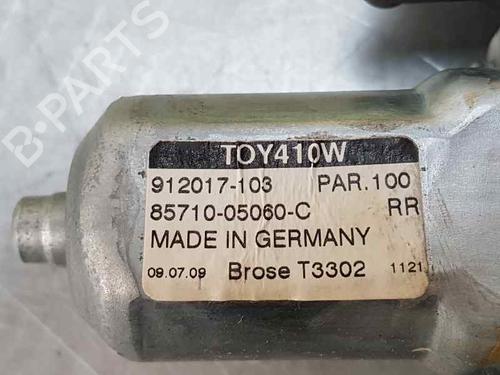 B-PARTS
TOY410W
912017-103 PAR.100
85710-05060-C RR
MADE IN GERMANY
09.07.09 Brose T3302 1121